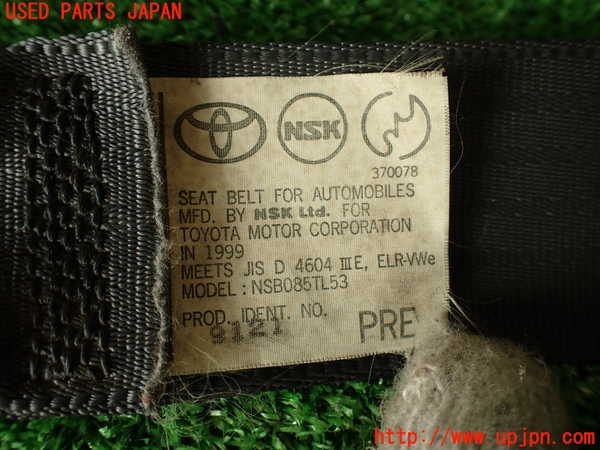 USED PARTS JAPAN
NSK
370078
SEAT BELT FOR AUTOMOBILES
MFD. BY NSK Ltd. FOR
TOYOTA MOTOR CORPORATION
IN 1999
MEETS JIS D 4604 ⅢE, ELR-VWe
MODEL: NSB085TL53
PROD. IDENT. NO.
9121
PRE
http://www.upjpn.com/